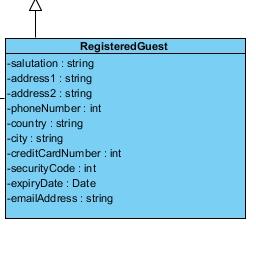 RegisteredGuest
-salutation : string
-address1 : string
-address2 : string
-phoneNumber : int
-country : string
-city : string
-creditCardNumber : int
-securityCode : int
-expiryDate : Date
-emailAddress : string